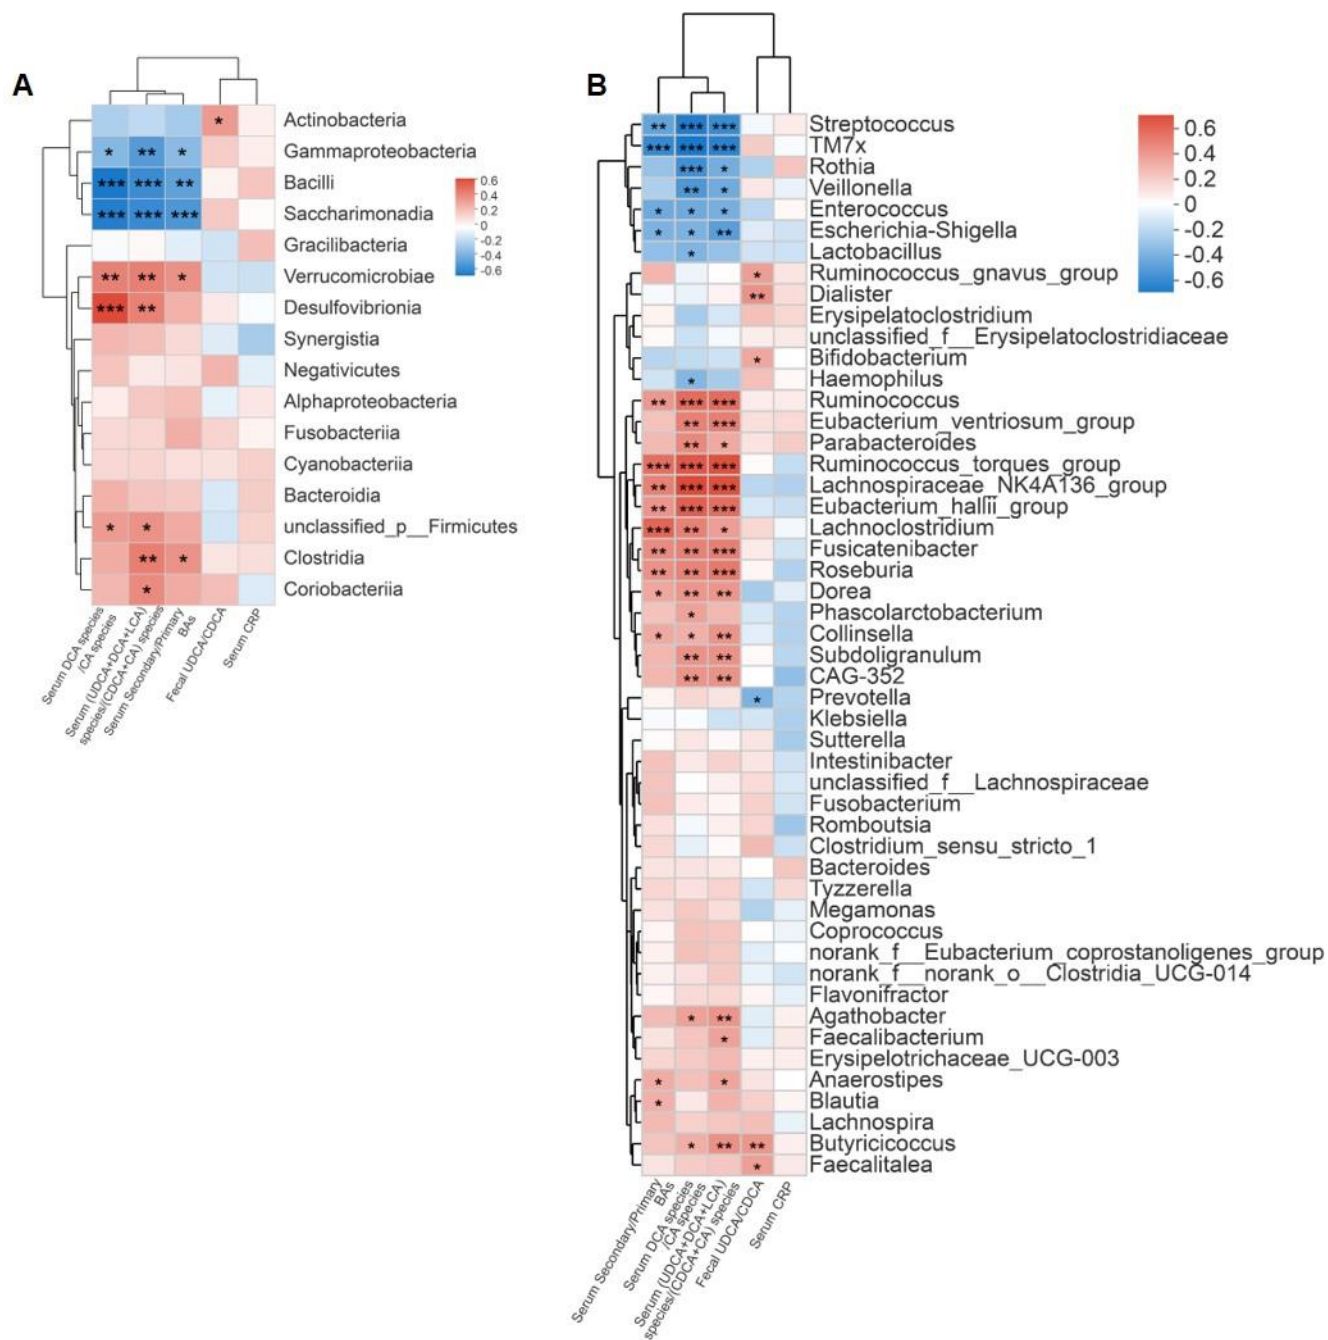 A
Actinobacteria
*
Gammaproteobacteria
* ** *
Bacilli
*** *** **
Saccharimonadia
*** *** ***
Gracilibacteria
Verrucomicrobiae
** ** *
Desulfovibrionia
*** **
Synergistia
Negativicutes
Alphaproteobacteria
Fusobacteriia
Cyanobacteriia
Bacteroidia
unclassified_p__Firmicutes
* *
Clostridia
** *
Coriobacteriia
*
0.6
0.4
0.2
0
-0.2
-0.4
-0.6
Serum DCA species
/CA species
Serum (UDCA+DCA+LCA)
species/(CDCA+CA) species
Serum Secondary/Primary
BAs
Fecal UDCA/CDCA
Serum CRP
B
** *** *** Streptococcus
*** *** *** TM7x
*** * Rothia
** * Veillonella
* * * Enterococcus
* * ** Escherichia-Shigella
* Lactobacillus
* Ruminococcus_gnavus_group
** Dialister
Erysipelatoclostridium
unclassified_f__Erysipelatoclostridiaceae
* Bifidobacterium
* Haemophilus
** *** *** Ruminococcus
** *** Eubacterium_ventriosum_group
** * Parabacteroides
*** *** *** Ruminococcus_torques_group
** *** *** Lachnospiraceae_NK4A136_group
** *** *** Eubacterium_hallii_group
*** ** * Lachnoclostridium
** ** *** Fusicatenibacter
** ** *** Roseburia
* ** ** Dorea
* Phascolarctobacterium
* * ** Collinsella
** ** Subdoligranulum
** ** CAG-352
* Prevotella
Klebsiella
Sutterella
Intestinibacter
unclassified_f__Lachnospiraceae
Fusobacterium
Romboutsia
Clostridium_sensu_stricto_1
Bacteroides
Tyzzerella
Megamonas
Coprococcus
norank_f__Eubacterium_coprostanoligenes_group
norank_f__norank_o__Clostridia_UCG-014
Flavonifractor
* ** Agathobacter
* Faecalibacterium
Erysipelotrichaceae_UCG-003
* * Anaerostipes
* Blautia
Lachnospira
* ** ** Butyricicoccus
* Faecalitalea
0.6
0.4
0.2
0
-0.2
-0.4
-0.6
Serum Secondary/Primary
BAs
Serum DCA species
/CA species
Serum (UDCA+DCA+LCA)
species/(CDCA+CA) species
Fecal UDCA/CDCA
Serum CRP